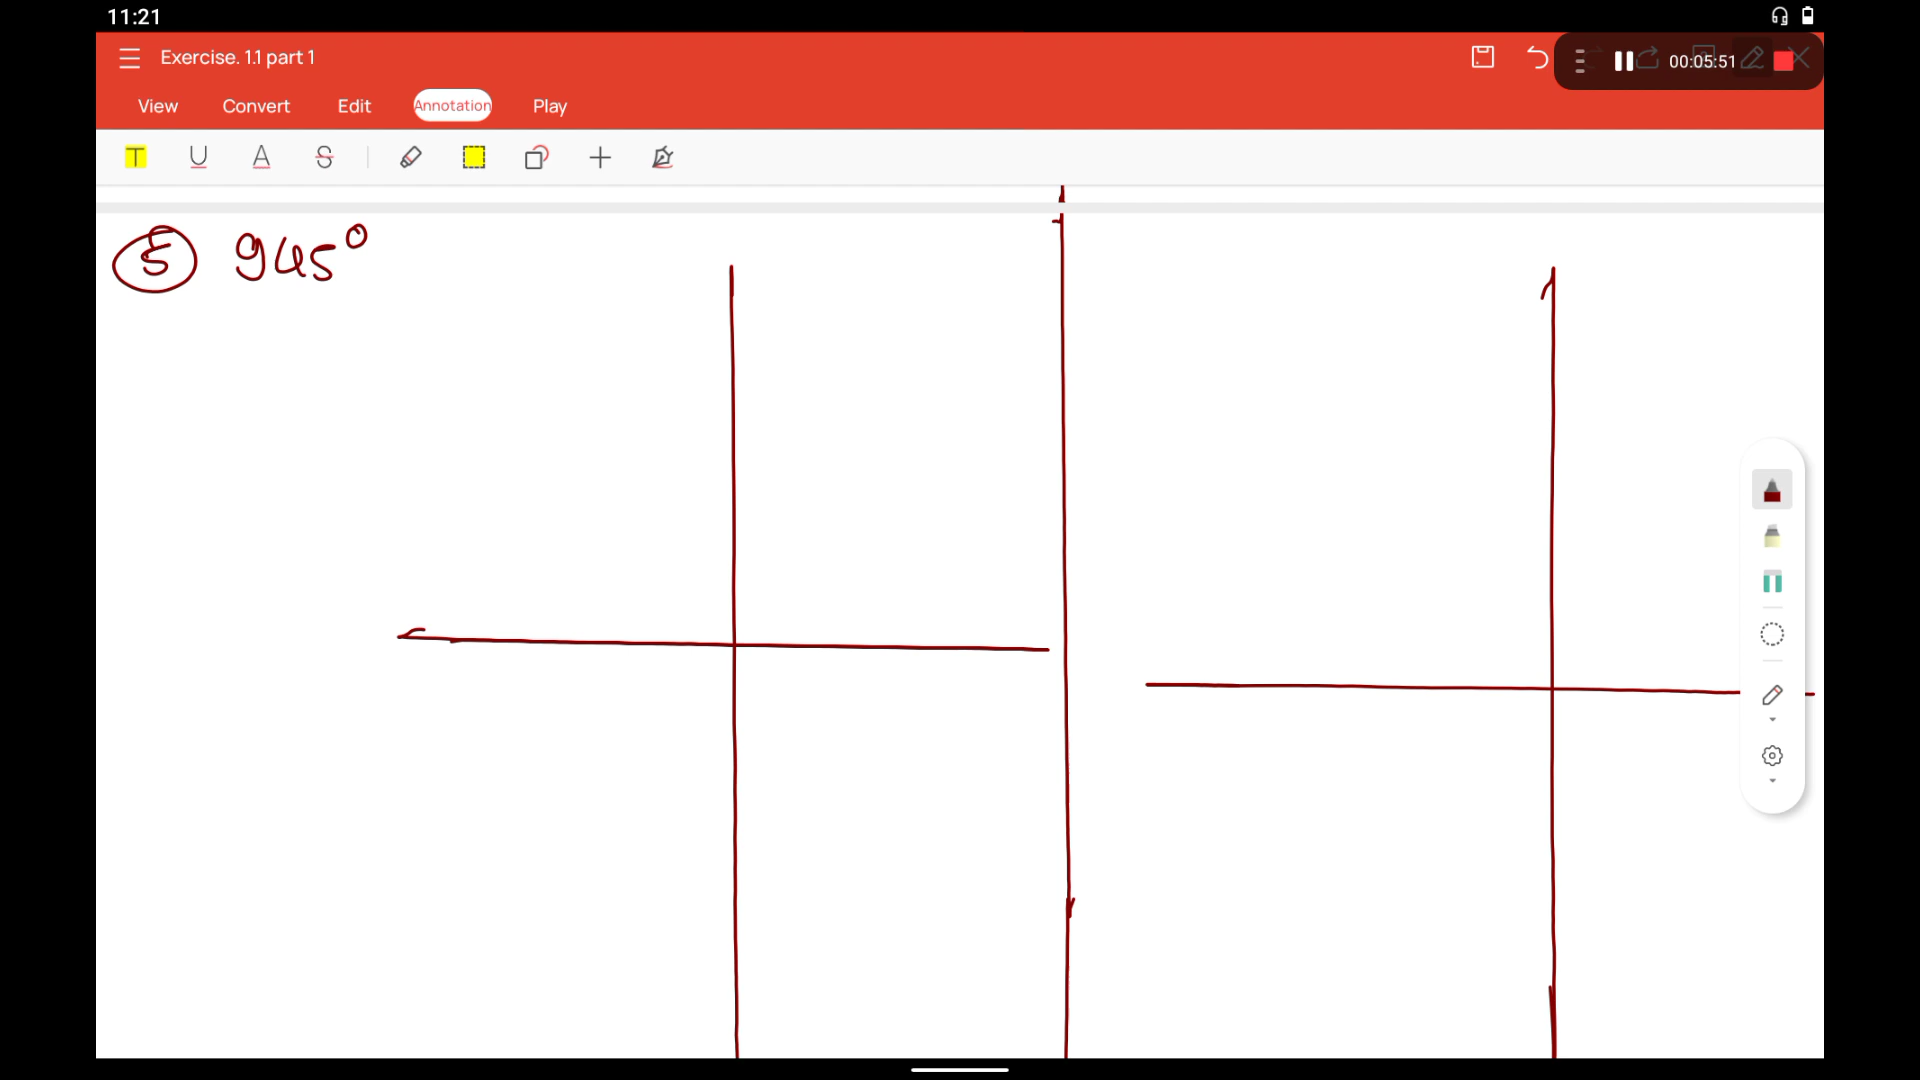 11:21
Exercise. 1.1 part 1
00:05:51
View Convert Edit Annotation Play
T U A S
5 945°